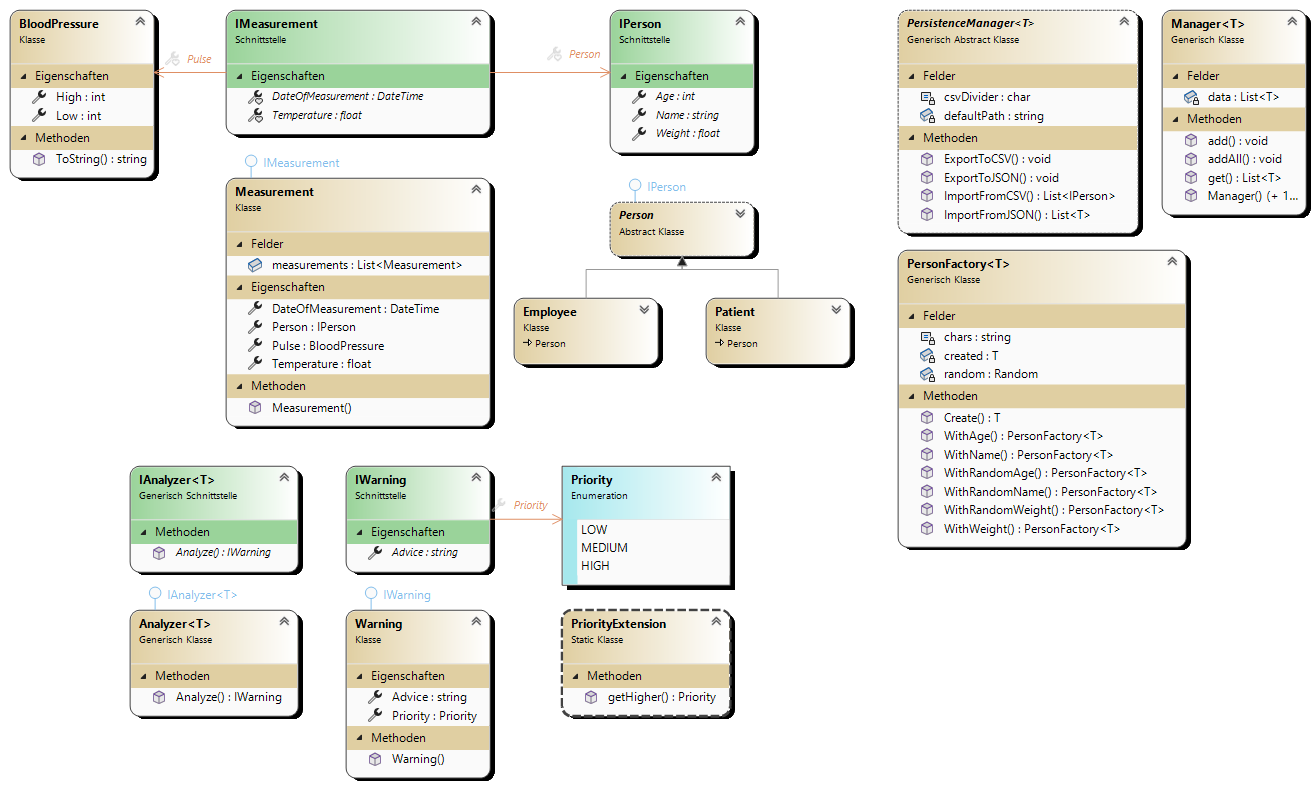 BloodPressure
Klasse
Eigenschaften
High : int
Low : int
Methoden
ToString() : string
Pulse
IMeasurement
Schnittstelle
Eigenschaften
DateOfMeasurement : DateTime
Temperature : float
Person
IPerson
Schnittstelle
Eigenschaften
Age : int
Name : string
Weight : float
PersistenceManager<T>
Generisch Abstract Klasse
Felder
csvDivider : char
defaultPath : string
Methoden
ExportToCSV() : void
ExportToJSON() : void
ImportFromCSV() : List<IPerson>
ImportFromJSON() : List<T>
Manager<T>
Generisch Klasse
Felder
data : List<T>
Methoden
add() : void
addAll() : void
get() : List<T>
Manager() (+ 1...
IMeasurement
Measurement
Klasse
Felder
measurements : List<Measurement>
Eigenschaften
DateOfMeasurement : DateTime
Person : IPerson
Pulse : BloodPressure
Temperature : float
Methoden
Measurement()
IPerson
Person
Abstract Klasse
Employee
Klasse
Person
Patient
Klasse
Person
PersonFactory<T>
Generisch Klasse
Felder
chars : string
created : T
random : Random
Methoden
Create() : T
WithAge() : PersonFactory<T>
WithName() : PersonFactory<T>
WithRandomAge() : PersonFactory<T>
WithRandomName() : PersonFactory<T>
WithRandomWeight() : PersonFactory<T>
WithWeight() : PersonFactory<T>
IAnalyzer<T>
Generisch Schnittstelle
Methoden
Analyze() : IWarning
IWarning
Schnittstelle
Eigenschaften
Advice : string
Priority
Priority
Enumeration
LOW
MEDIUM
HIGH
IAnalyzer<T>
Analyzer<T>
Generisch Klasse
Methoden
Analyze() : IWarning
IWarning
Warning
Klasse
Eigenschaften
Advice : string
Priority : Priority
Methoden
Warning()
PriorityExtension
Static Klasse
Methoden
getHigher() : Priority